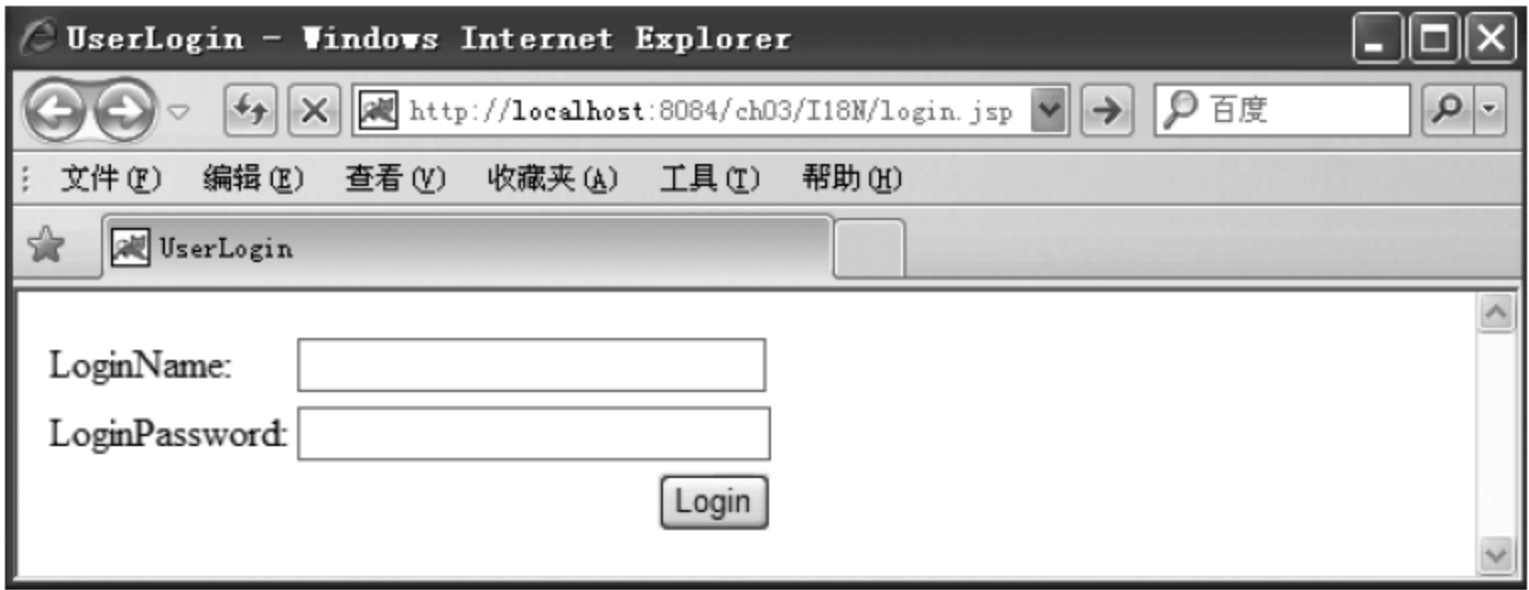 UserLogin - Windows Internet Explorer
http://localhost:8084/ch03/I18N/login.jsp 百度
文件(F) 编辑(E) 查看(V) 收藏夹(A) 工具(T) 帮助(H)
UserLogin
LoginName:
LoginPassword:
Login